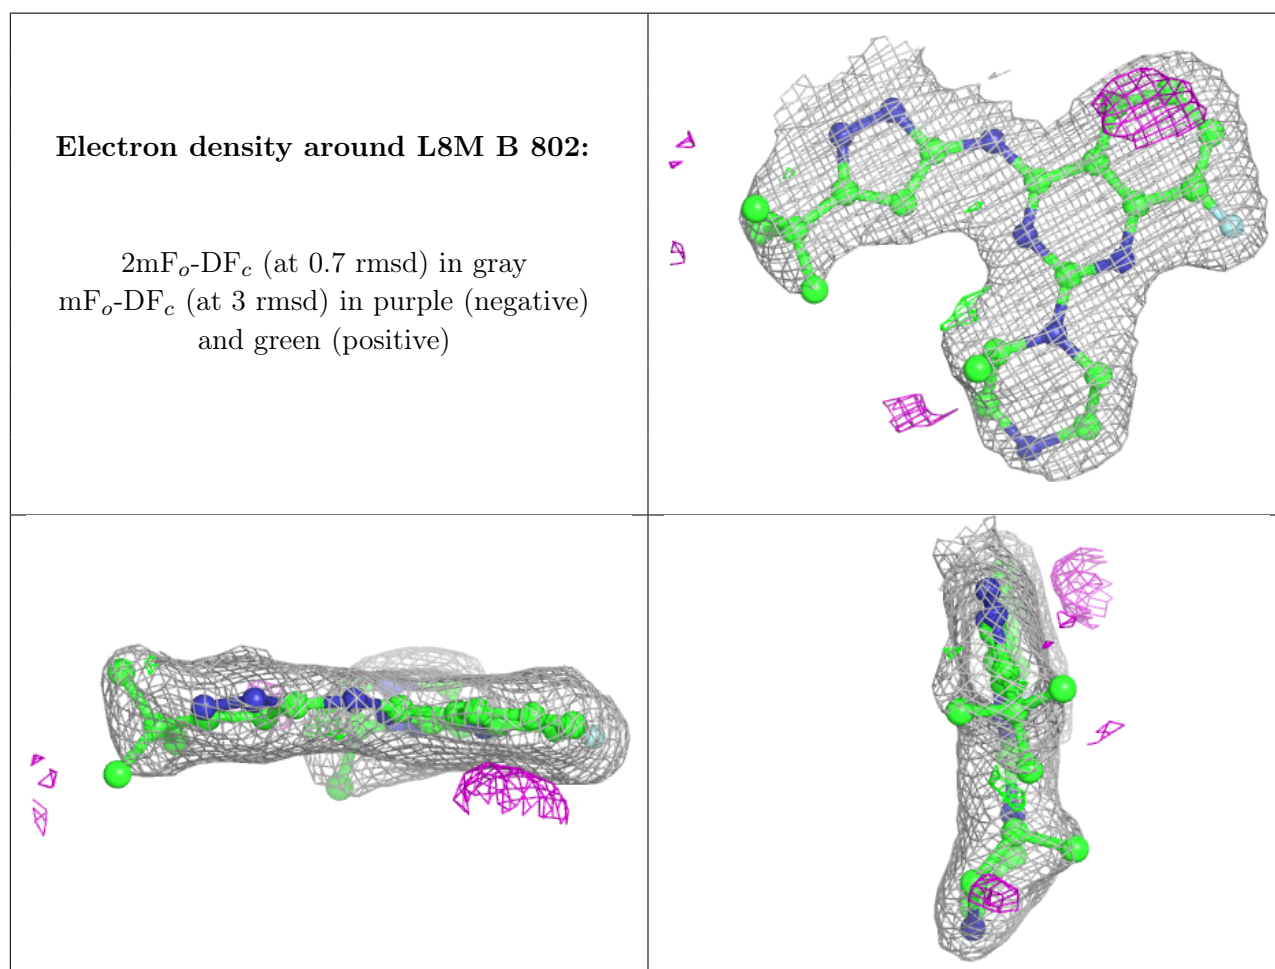 Electron density around L8M B 802:
2mFo-DFc (at 0.7 rmsd) in gray
mFo-DFc (at 3 rmsd) in purple (negative)
and green (positive)